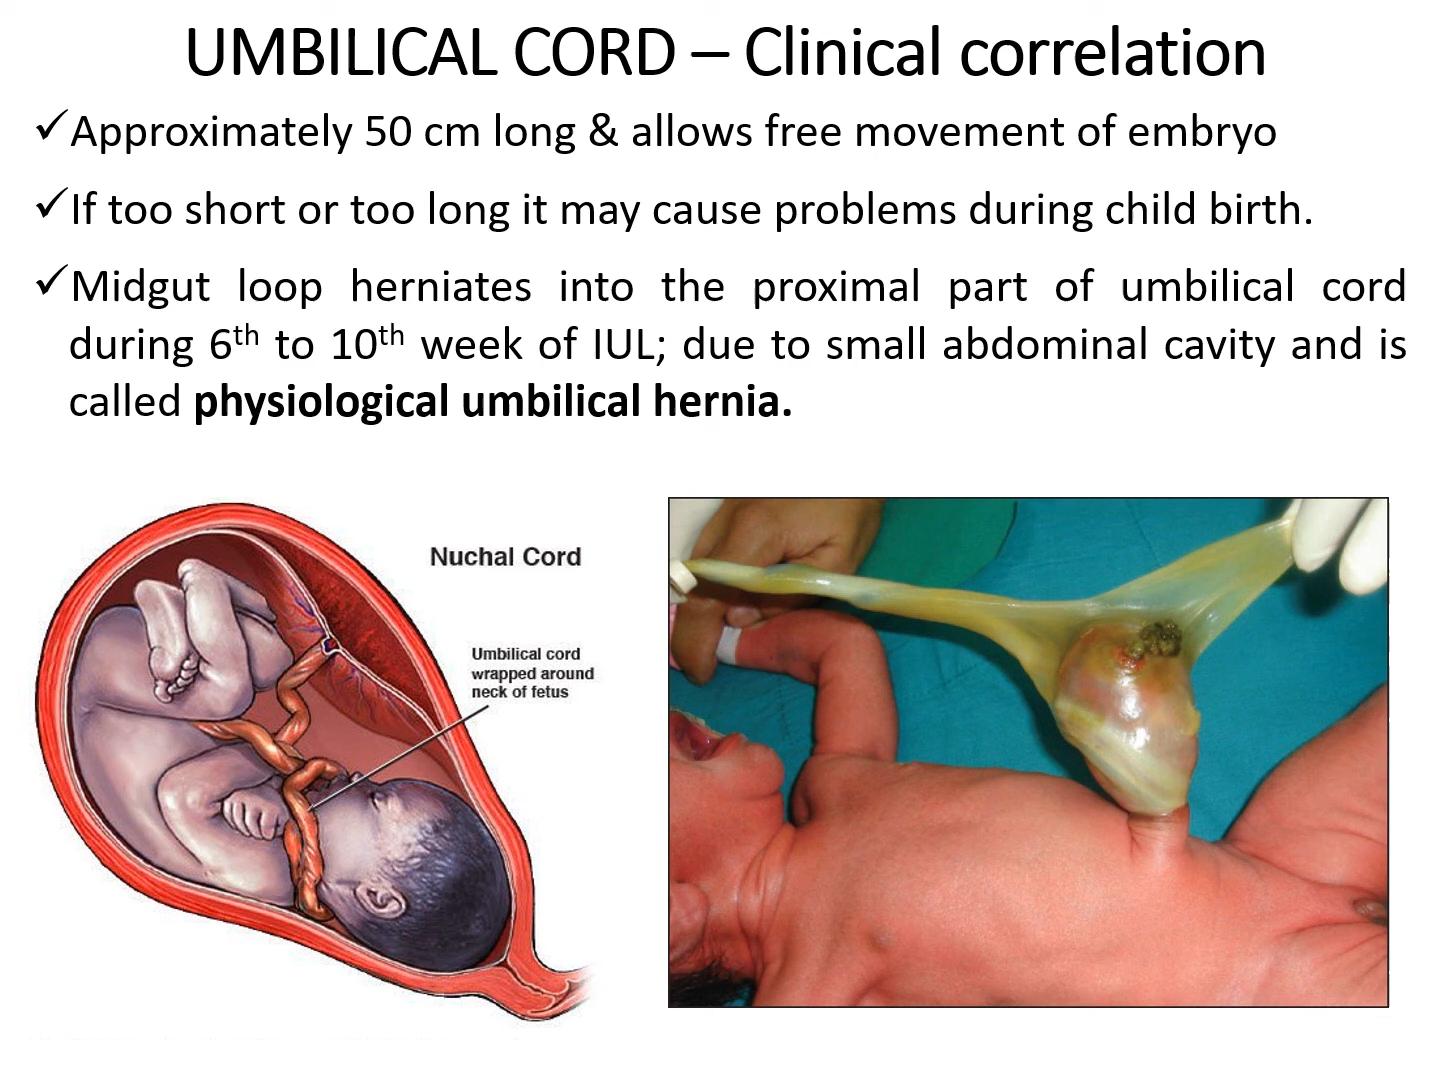 UMBILICAL CORD – Clinical correlation
✓Approximately 50 cm long & allows free movement of embryo
✓If too short or too long it may cause problems during child birth.
✓Midgut loop herniates into the proximal part of umbilical cord
during 6th to 10th week of IUL; due to small abdominal cavity and is
called physiological umbilical hernia.
Nuchal Cord
Umbilical cord
wrapped around
neck of fetus